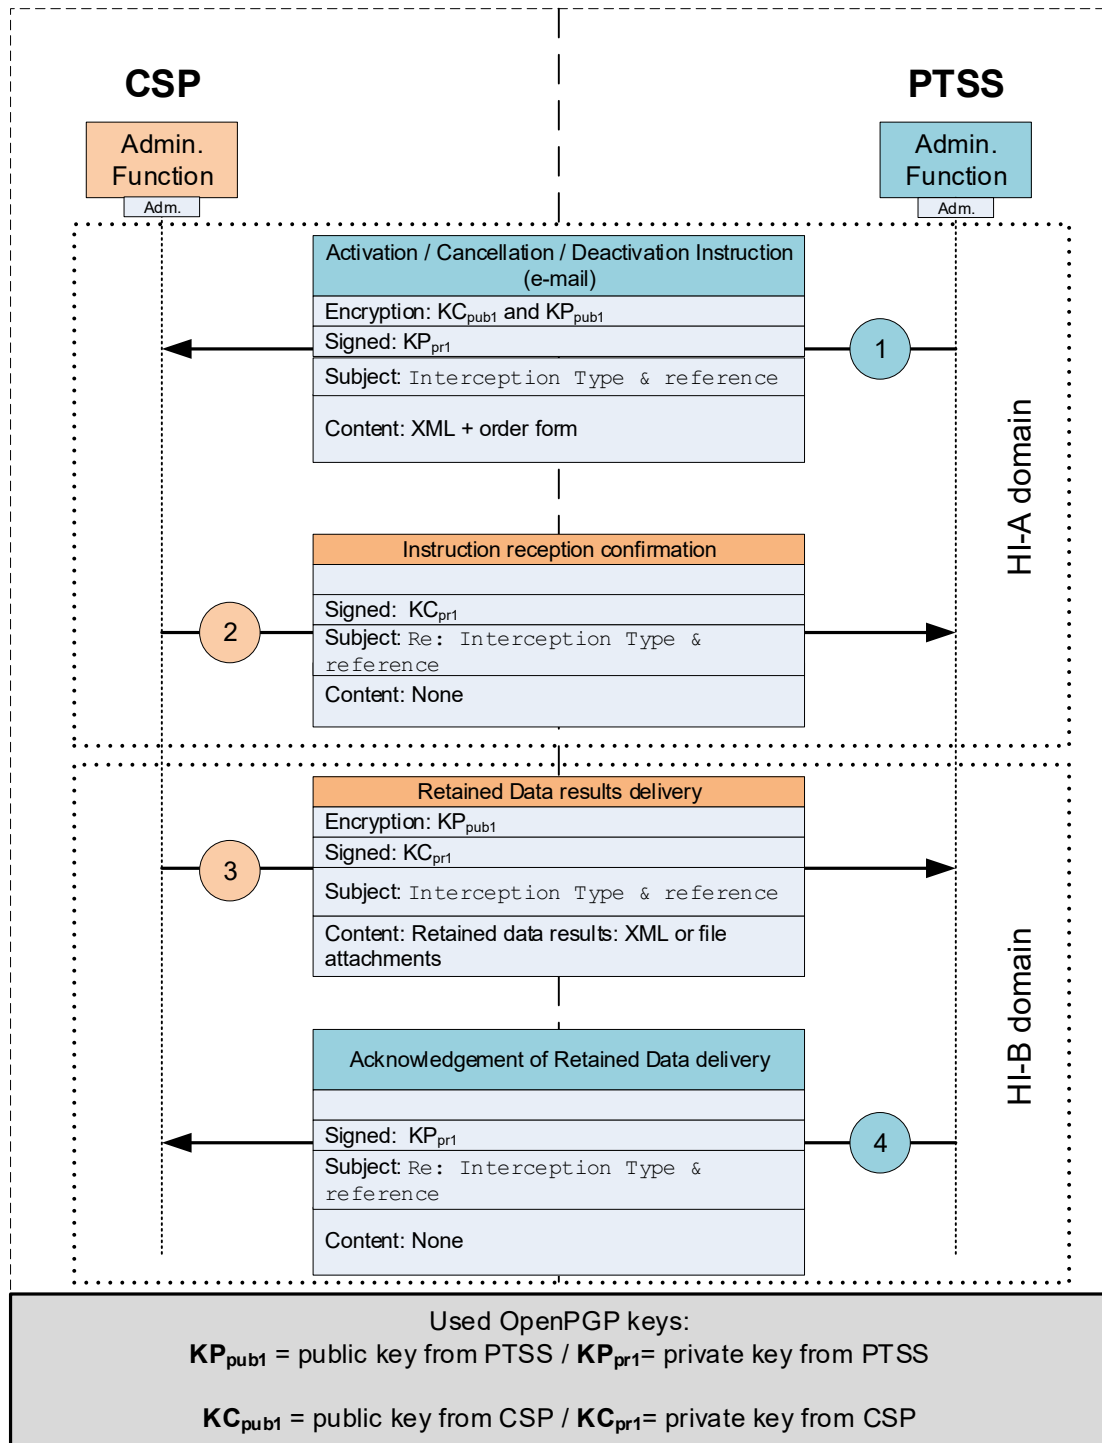 CSP
PTSS
Admin.
Function
Adm.
Admin.
Function
Adm.
Activation / Cancellation / Deactivation Instruction
(e-mail)
Encryption: KCpub1 and KPpub1
Signed: KPpr1
1
Subject: Interception Type & reference
Content: XML + order form
HI-A domain
Instruction reception confirmation
Signed: KCpr1
2
Subject: Re: Interception Type &
reference
Content: None
Retained Data results delivery
Encryption: KPpub1
Signed: KCpr1
3
Subject: Interception Type & reference
Content: Retained data results: XML or file
attachments
HI-B domain
Acknowledgement of Retained Data delivery
Signed: KPpr1
4
Subject: Re: Interception Type &
reference
Content: None
Used OpenPGP keys:
KPpub1 = public key from PTSS / KPpr1= private key from PTSS
KCpub1 = public key from CSP / KCpr1= private key from CSP